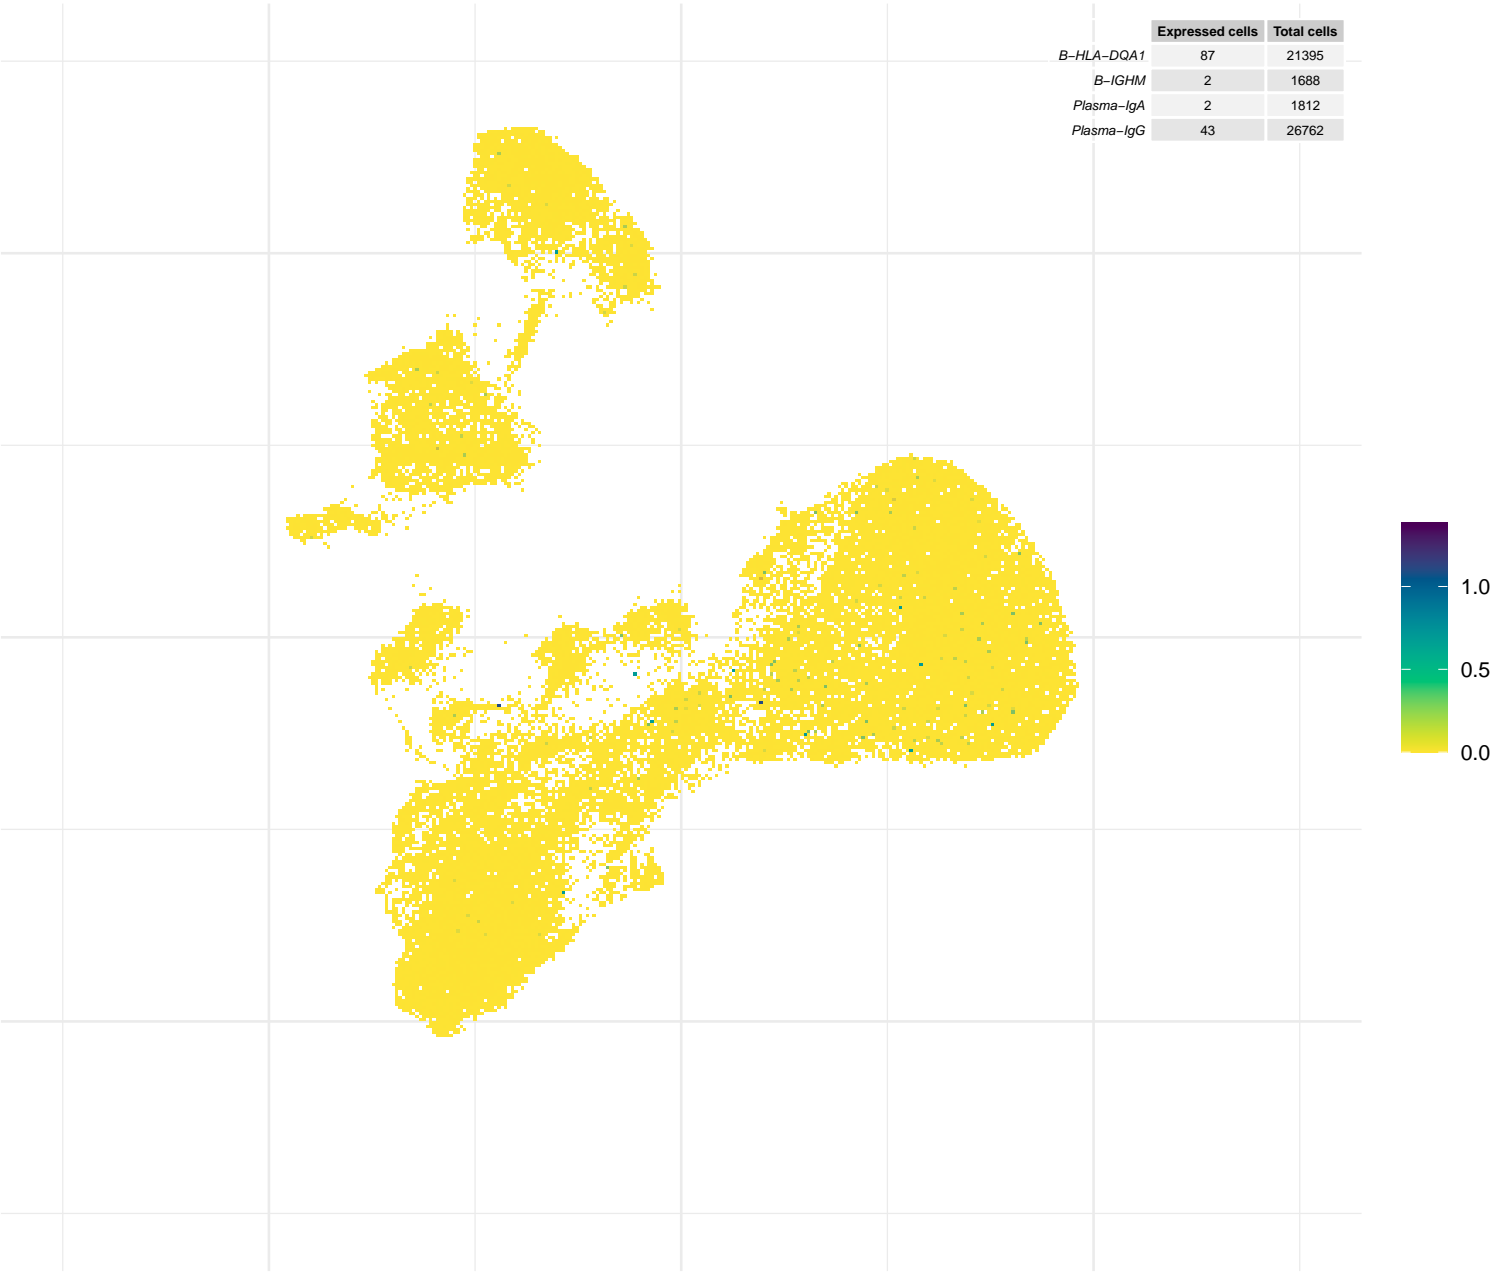 Expressed cells Total cells
B−HLA−DQA1 87 21395
B−IGHM 2 1688
Plasma−IgA 2 1812
Plasma−IgG 43 26762
1.0
0.5
0.0